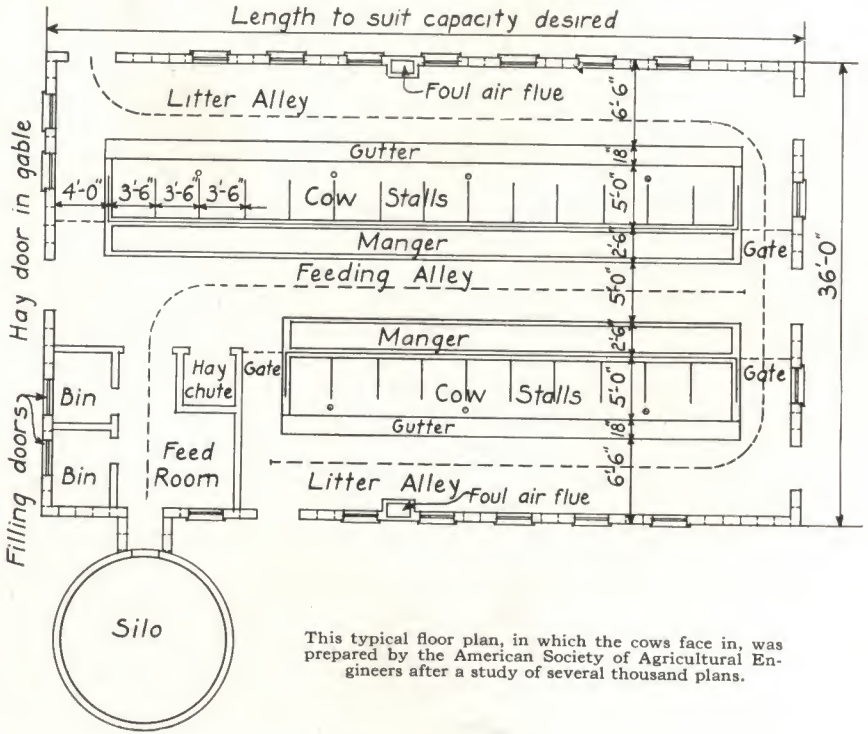 Length to suit capacity desired
Litter Alley
Foul air flue
6'-6"
Gutter
18"
4'-0"
3'-6"
3'-6"
3'-6"
Cow Stalls
5'-0"
Manger
2'-6"
Gate
Hay door in gable
Feeding Alley
5'-0"
36'-0"
Manger
2'-6"
Hay
chute
Gate
Gate
Bin
Cow Stalls
5'-0"
Filling doors
Gutter
18"
Bin
Feed
Room
Litter Alley
6'-6"
Foul air flue
Silo
This typical floor plan, in which the cows face in, was
prepared by the American Society of Agricultural En-
gineers after a study of several thousand plans.